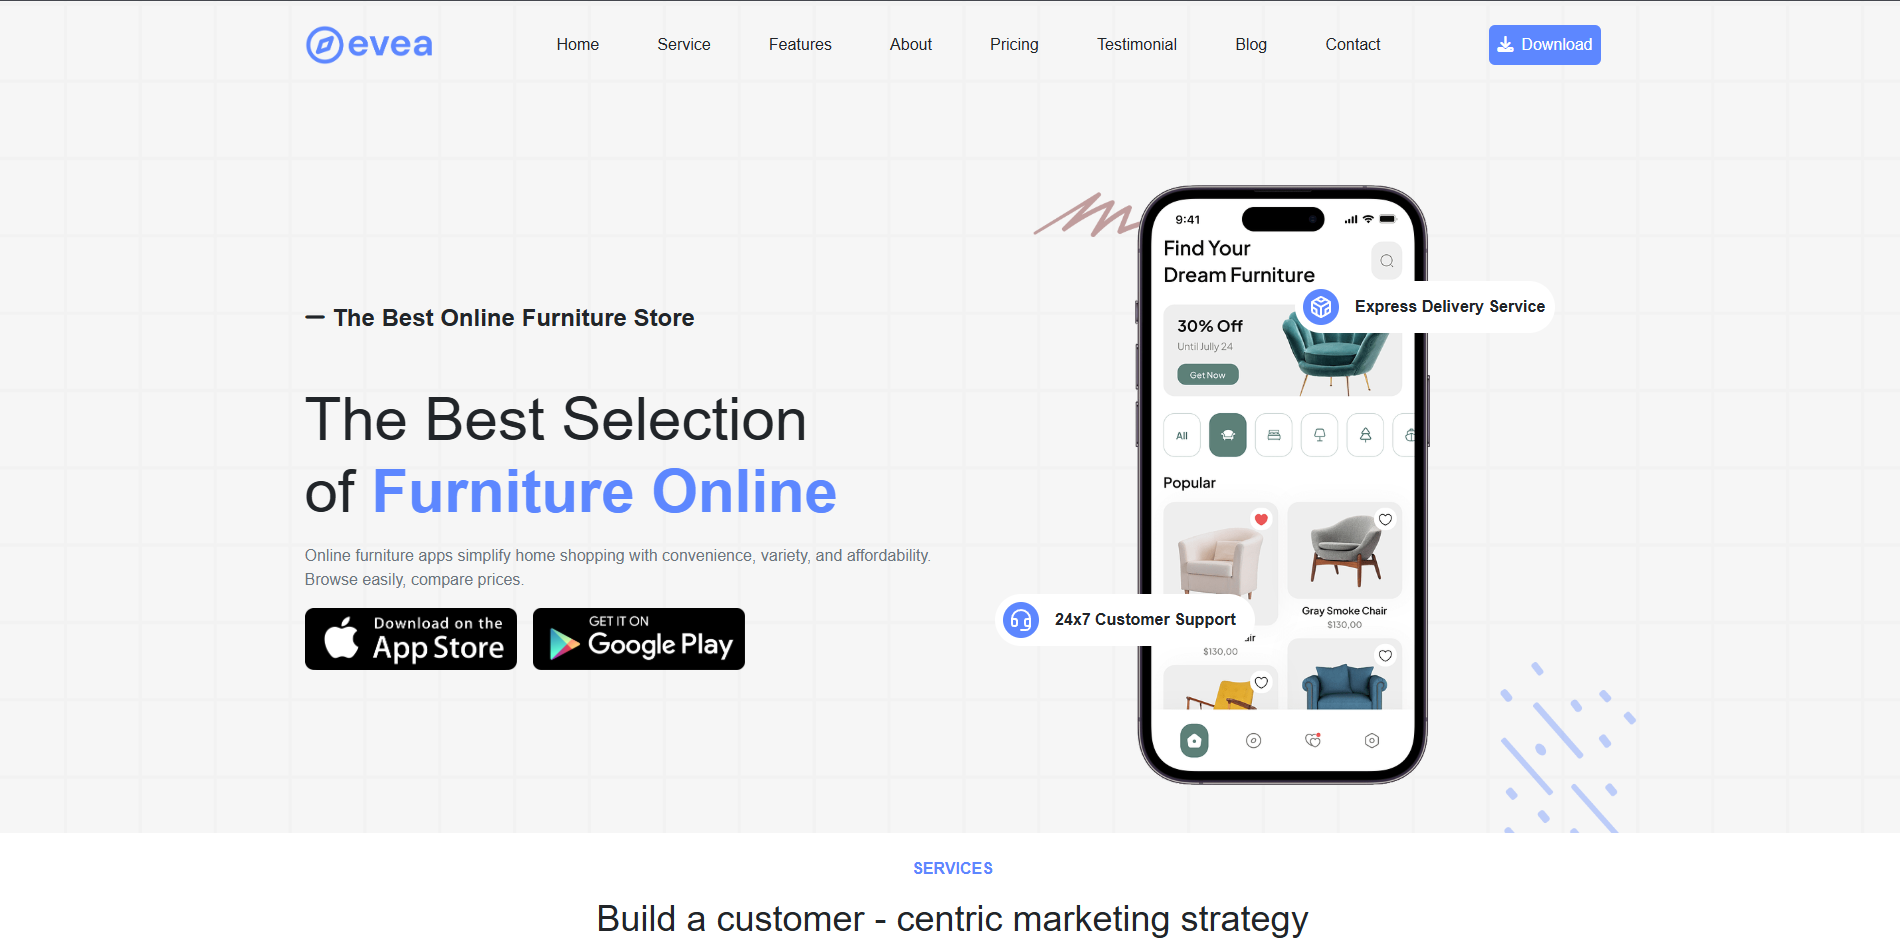 evea
Home Service Features About Pricing Testimonial Blog Contact
Download
The Best Online Furniture Store
The Best Selection
of Furniture Online
Online furniture apps simplify home shopping with convenience, variety, and affordability.
Browse easily, compare prices.
Download on the
App Store
GET IT ON
Google Play
9:41
Find Your
Dream Furniture
Express Delivery Service
30% Off
Until Jully 24
Get Now
All
Popular
Gray Smoke Chair
$130,00
24x7 Customer Support
$130,00
SERVICES
Build a customer - centric marketing strategy